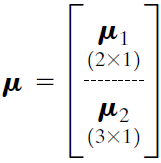 μ = [ μ₁
(2×1)
---------
μ₂
(3×1) ]